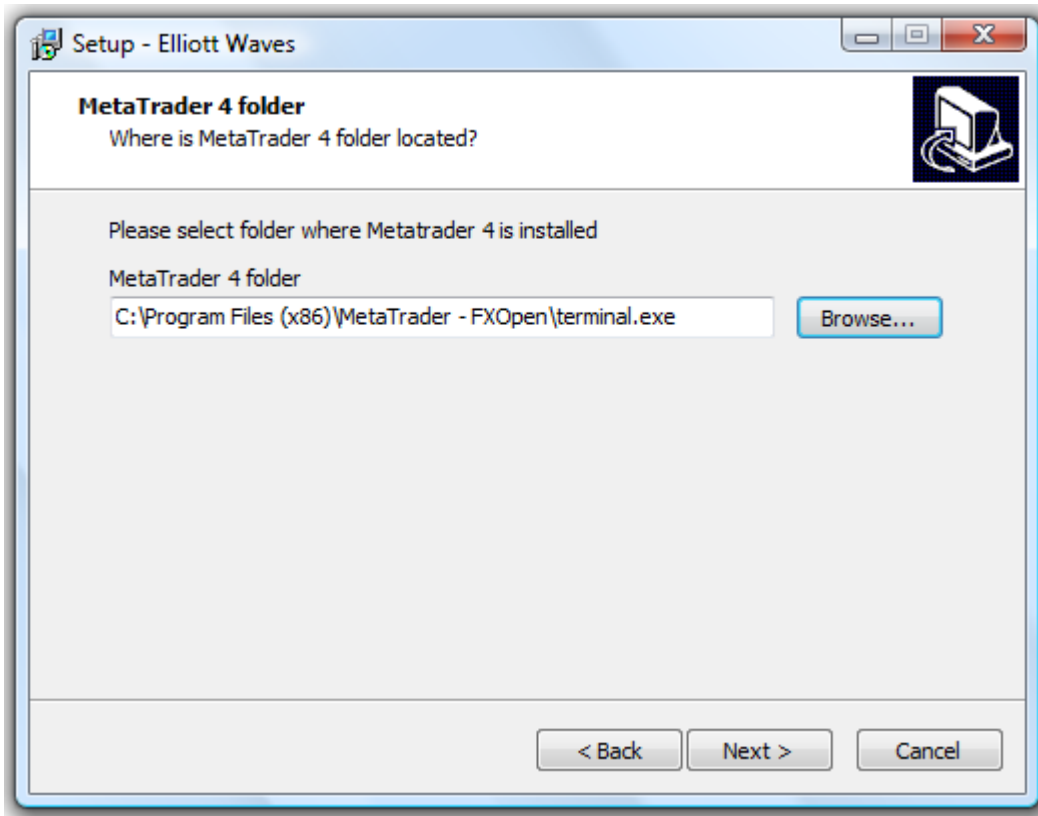 Setup - Elliott Waves
MetaTrader 4 folder
Where is MetaTrader 4 folder located?
Please select folder where Metatrader 4 is installed
MetaTrader 4 folder
C:\Program Files (x86)\MetaTrader - FXOpen\terminal.exe
Browse...
< Back
Next >
Cancel